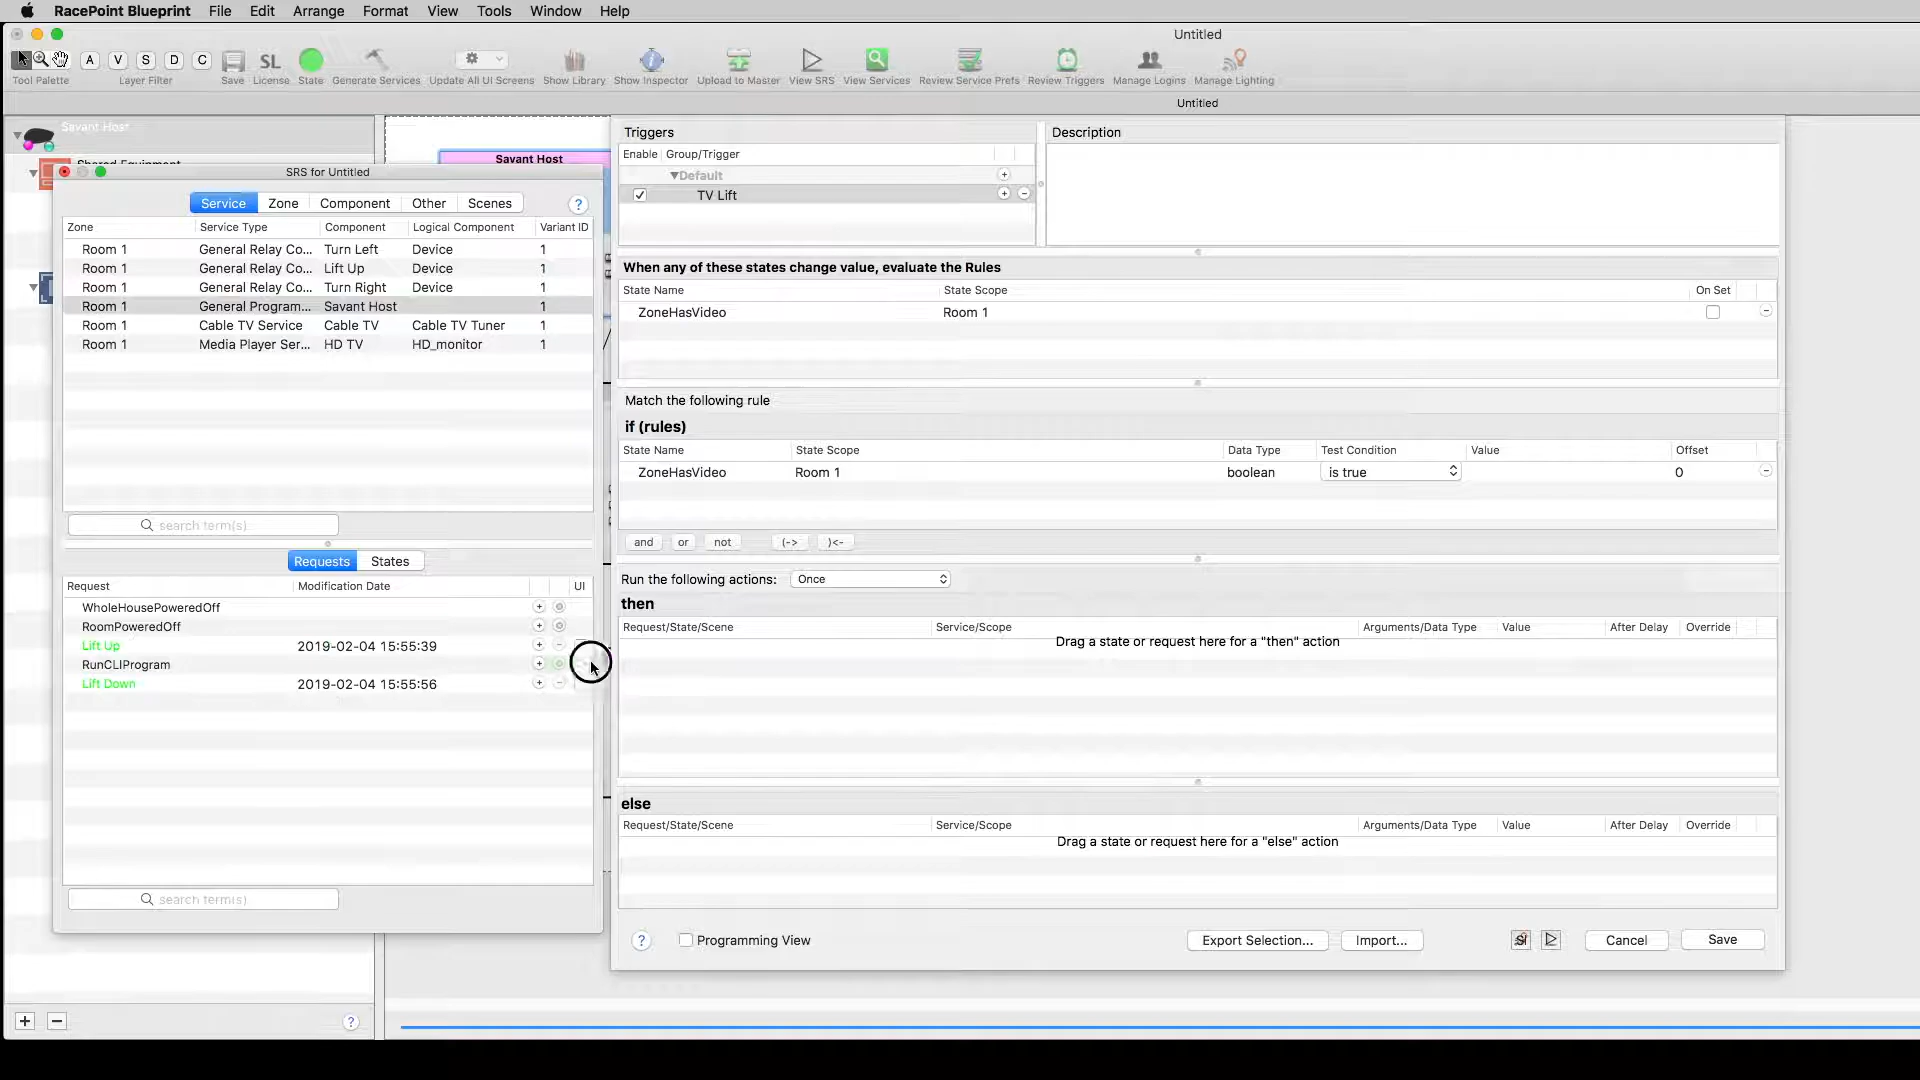 RacePoint Blueprint File Edit Arrange Format View Tools Window Help
Untitled
A V S D C SL
Tool Palette Layer Filter Save License State Generate Services Update All UI Screens Show Library Show Inspector Upload to Master View SRS View Services Review Service Prefs Review Triggers Manage Logins Manage Lighting
Untitled
Savant Host
Shared Equipment
Savant Host
SRS for Untitled
Service Zone Component Other Scenes ?
Zone Service Type Component Logical Component Variant ID
Room 1 General Relay Co... Turn Left Device 1
Room 1 General Relay Co... Lift Up Device 1
Room 1 General Relay Co... Turn Right Device 1
Room 1 General Program... Savant Host 1
Room 1 Cable TV Service Cable TV Cable TV Tuner 1
Room 1 Media Player Ser... HD TV HD_monitor 1
search term(s)
Requests States
Request Modification Date UI
WholeHousePoweredOff
RoomPoweredOff
Lift Up 2019-02-04 15:55:39
RunCLIProgram
Lift Down 2019-02-04 15:55:56
search term(s)
?
Triggers
Enable Group/Trigger
Default
TV Lift
Description
When any of these states change value, evaluate the Rules
State Name State Scope On Set
ZoneHasVideo Room 1
Match the following rule
if (rules)
State Name State Scope Data Type Test Condition Value Offset
ZoneHasVideo Room 1 boolean is true 0
and or not (-> )<-
Run the following actions: Once
then
Request/State/Scene Service/Scope Arguments/Data Type Value After Delay Override
Drag a state or request here for a "then" action
else
Request/State/Scene Service/Scope Arguments/Data Type Value After Delay Override
Drag a state or request here for a "else" action
? Programming View Export Selection... Import... Cancel Save